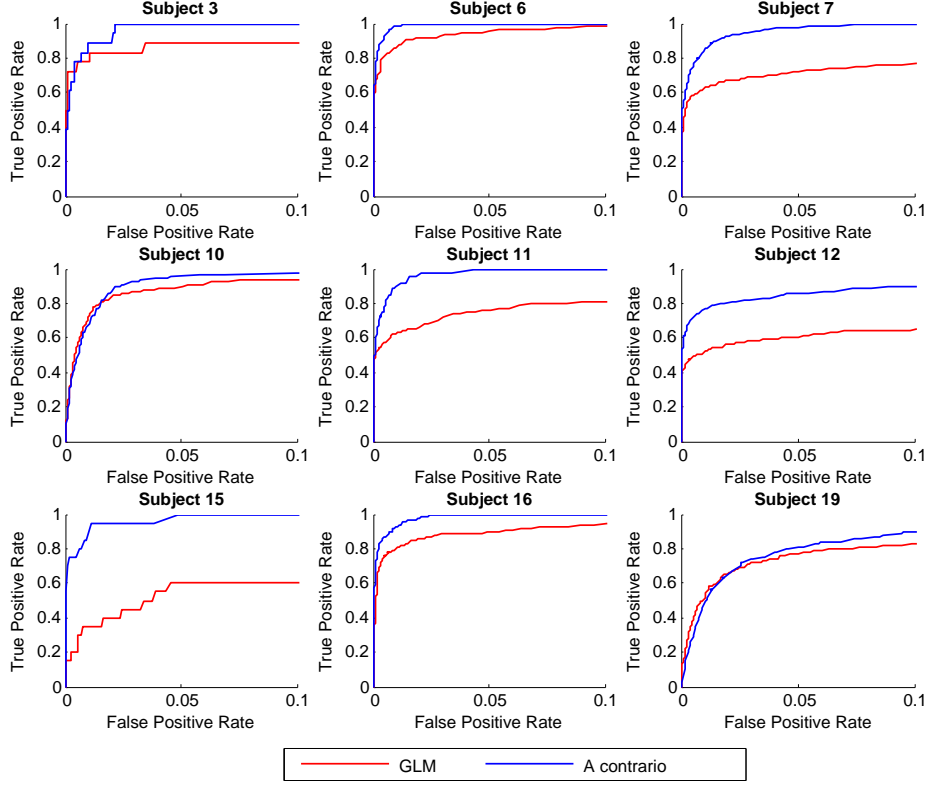 Subject 3
Subject 6
Subject 7
True Positive Rate
1
0.8
0.6
0.4
0.2
0
0
0.05
0.1
False Positive Rate
True Positive Rate
1
0.8
0.6
0.4
0.2
0
0
0.05
0.1
False Positive Rate
True Positive Rate
1
0.8
0.6
0.4
0.2
0
0
0.05
0.1
False Positive Rate
Subject 10
Subject 11
Subject 12
True Positive Rate
1
0.8
0.6
0.4
0.2
0
0
0.05
0.1
False Positive Rate
True Positive Rate
1
0.8
0.6
0.4
0.2
0
0
0.05
0.1
False Positive Rate
True Positive Rate
1
0.8
0.6
0.4
0.2
0
0
0.05
0.1
False Positive Rate
Subject 15
Subject 16
Subject 19
True Positive Rate
1
0.8
0.6
0.4
0.2
0
0
0.05
0.1
False Positive Rate
True Positive Rate
1
0.8
0.6
0.4
0.2
0
0
0.05
0.1
False Positive Rate
True Positive Rate
1
0.8
0.6
0.4
0.2
0
0
0.05
0.1
False Positive Rate
GLM
A contrario